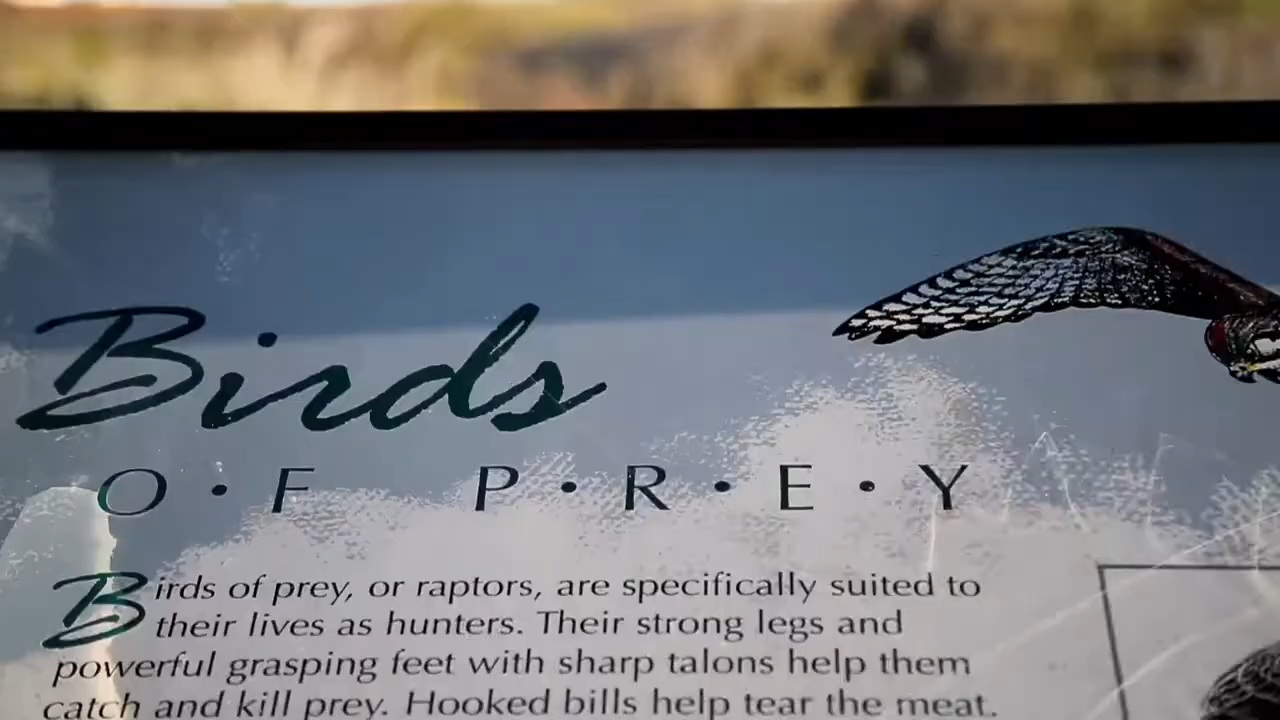 Birds
O•F P•R•E•Y
Birds of prey, or raptors, are specifically suited to
their lives as hunters. Their strong legs and
powerful grasping feet with sharp talons help them
catch and kill prey. Hooked bills help tear the meat.